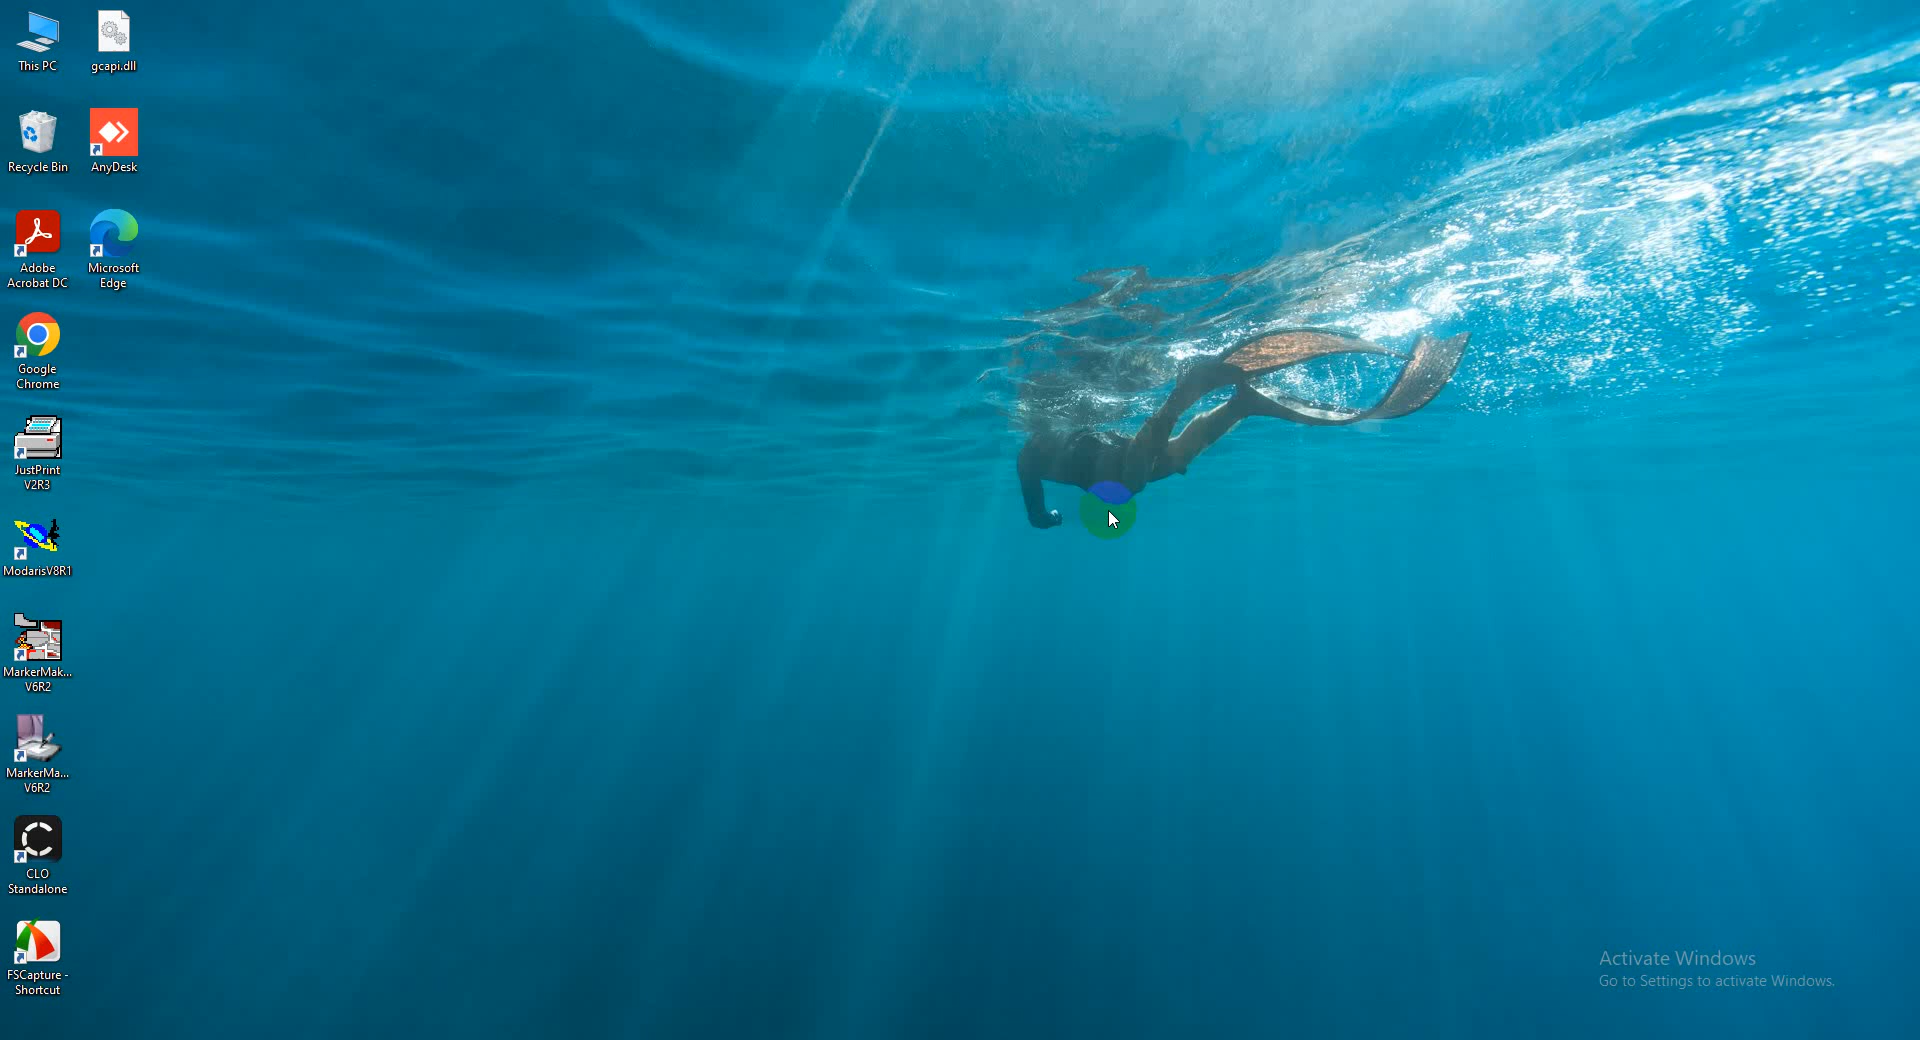 This PC
gcapi.dll
Recycle Bin
AnyDesk
Adobe
Acrobat DC
Microsoft
Edge
Google
Chrome
JustPrint
V2R3
ModarisV8R1
MarkerMak...
V6R2
MarkerMa...
V6R2
CLO
Standalone
FSCapture -
Shortcut
Activate Windows
Go to Settings to activate Windows.